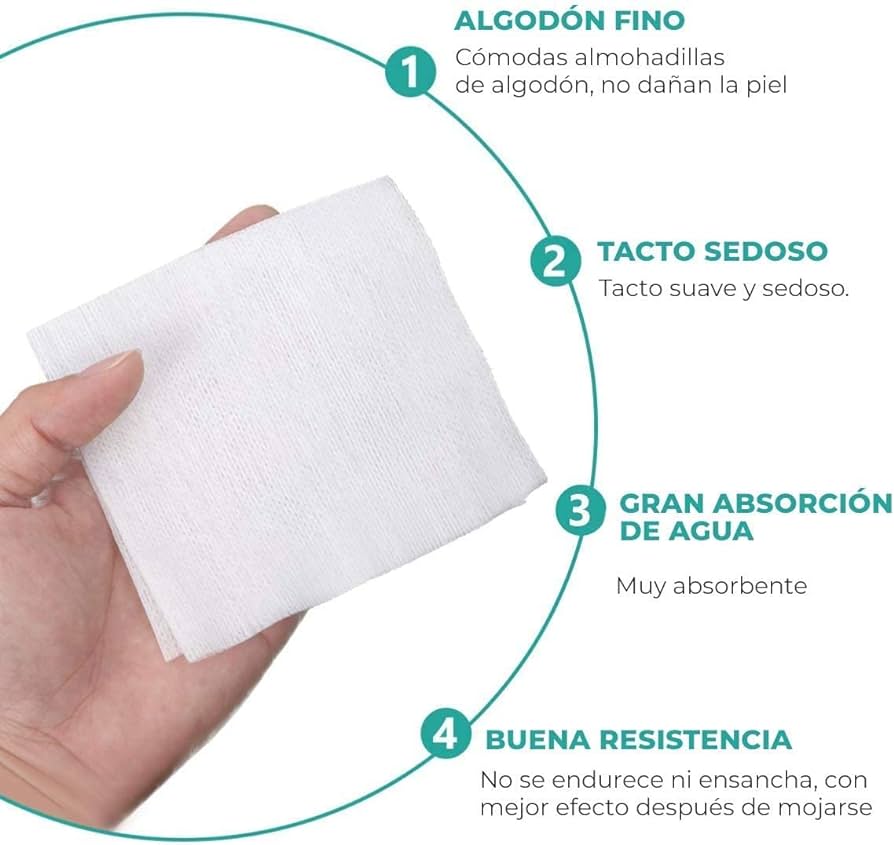 1
ALGODÓN FINO
Cómodas almohadillas
de algodón, no dañan la piel
2
TACTO SEDOSO
Tacto suave y sedoso.
3
GRAN ABSORCIÓN
DE AGUA
Muy absorbente
4
BUENA RESISTENCIA
No se endurece ni ensancha, con
mejor efecto después de mojarse